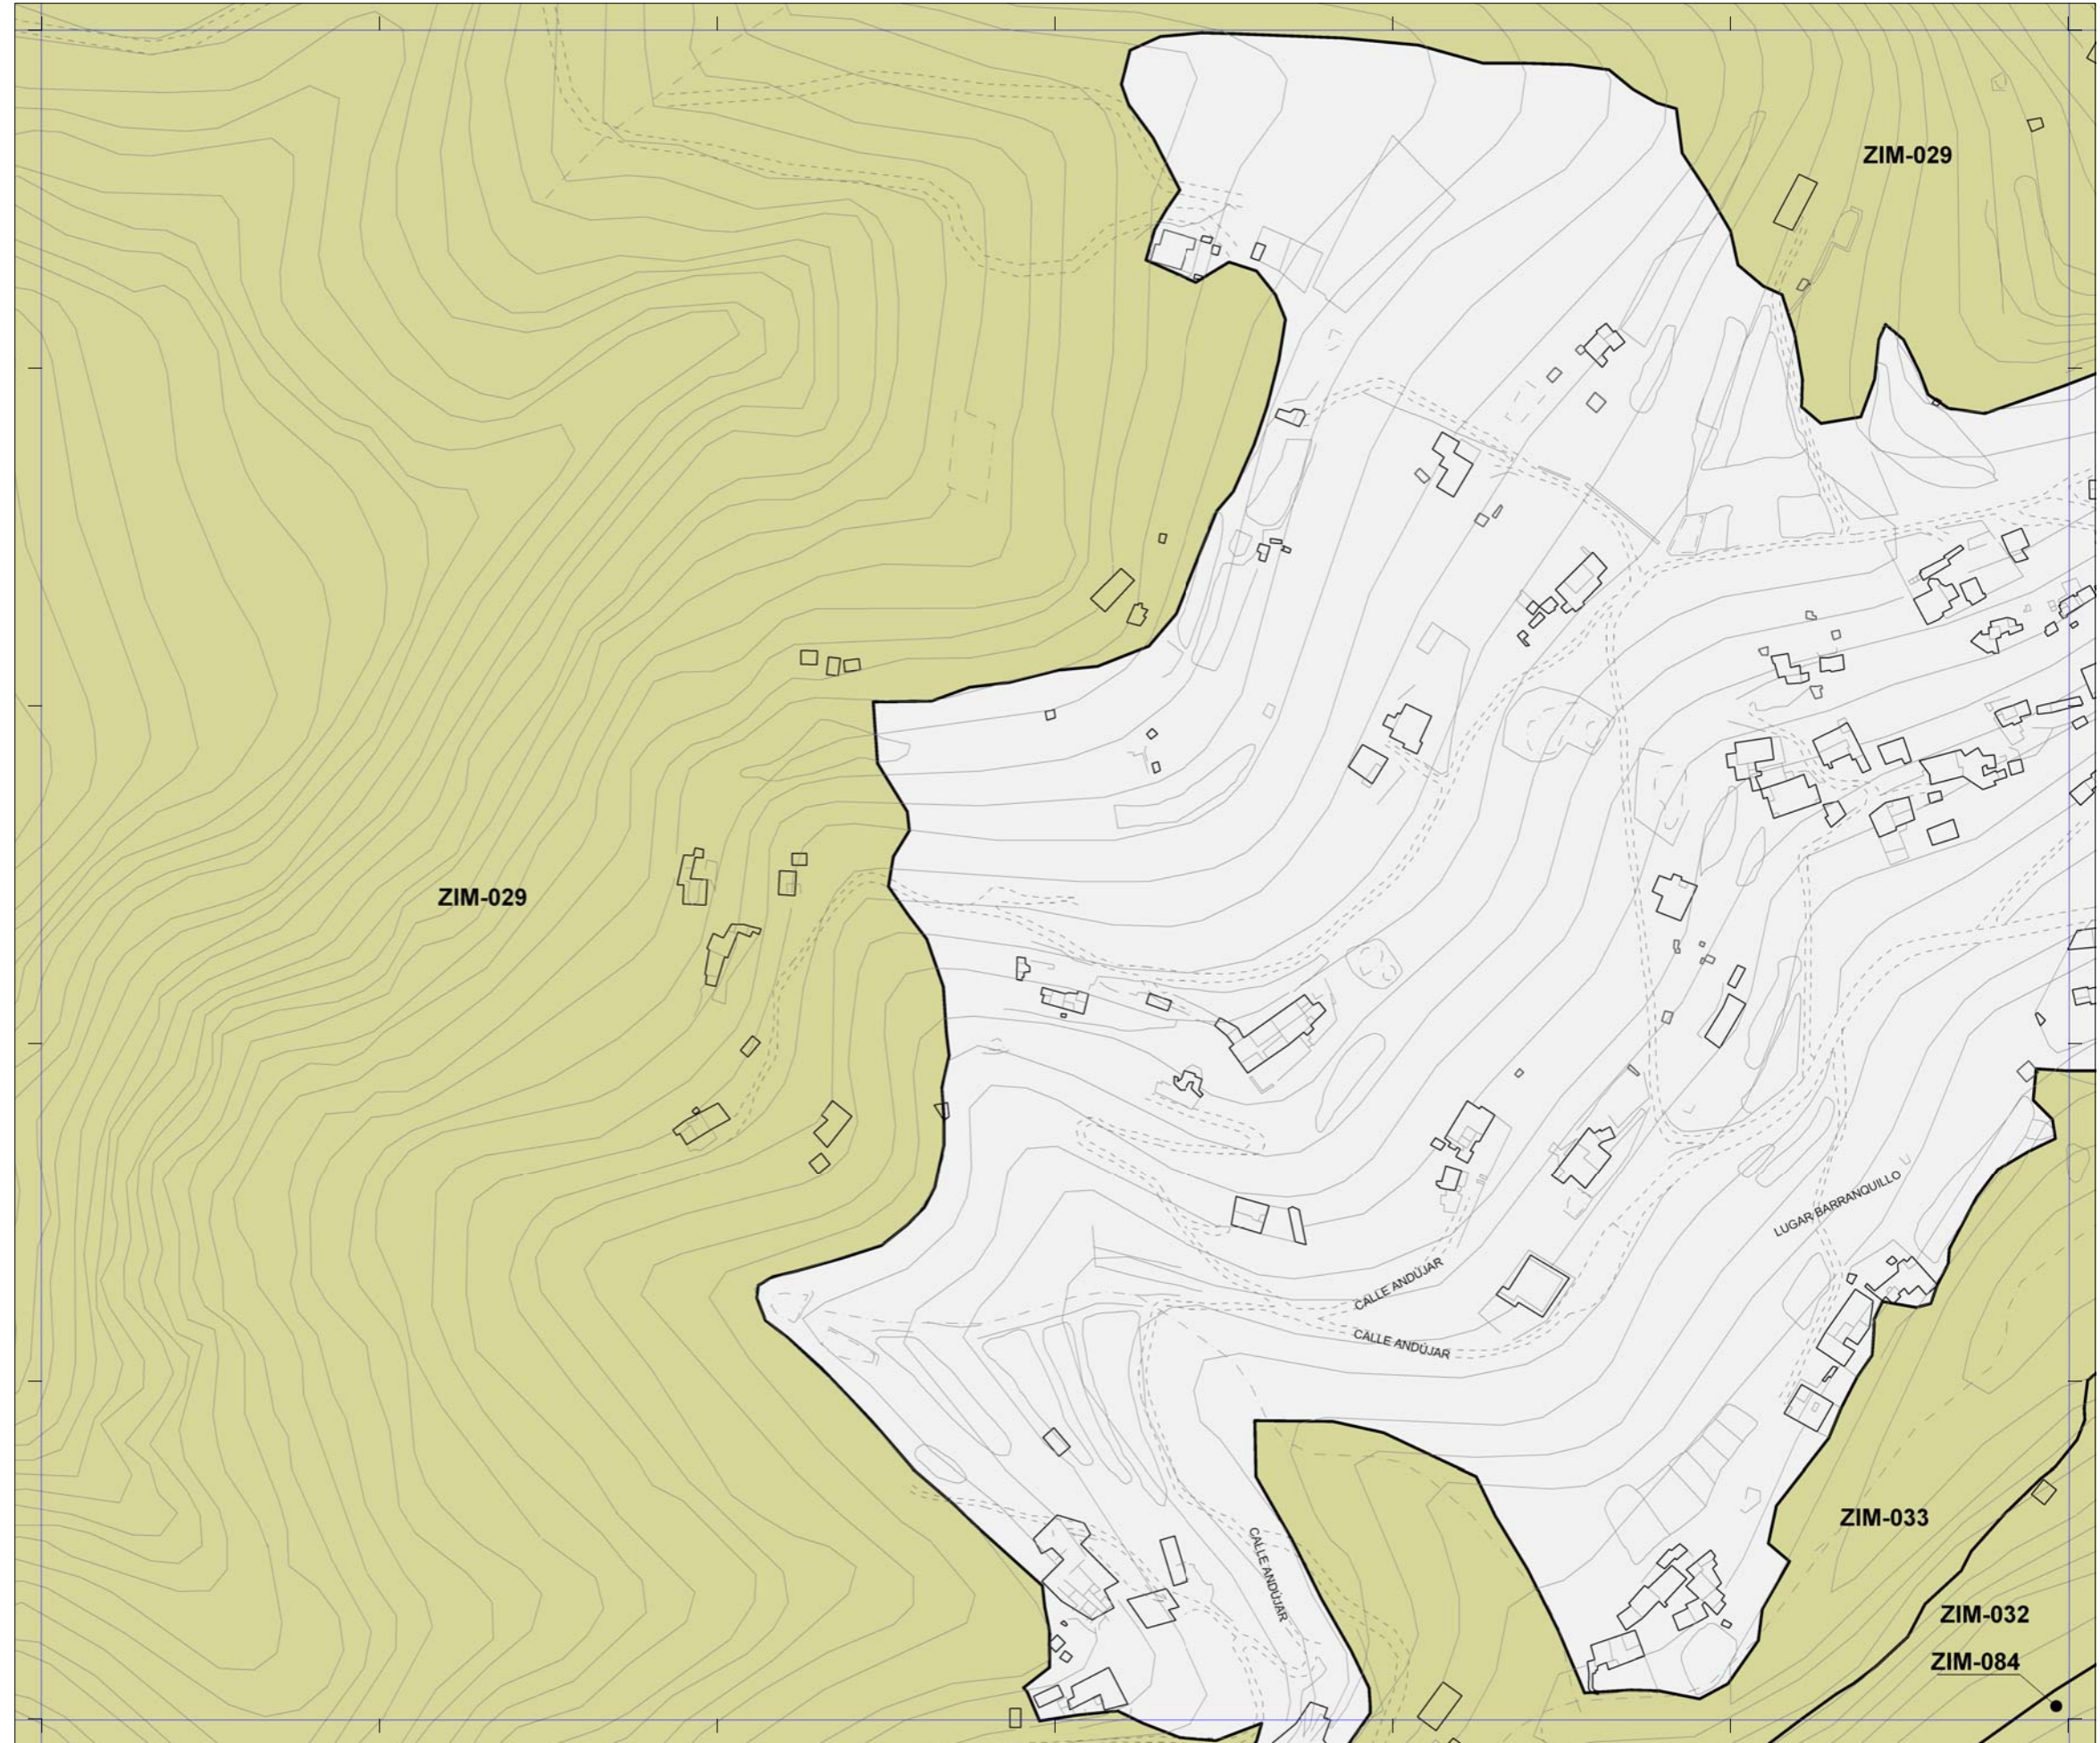 ZIM-029
ZIM-029
LUGAR BARRANQUILLO
CALLE ANDÚJAR
CALLE ANDÚJAR
CALLE ANDÚJAR
ZIM-033
ZIM-032
ZIM-084